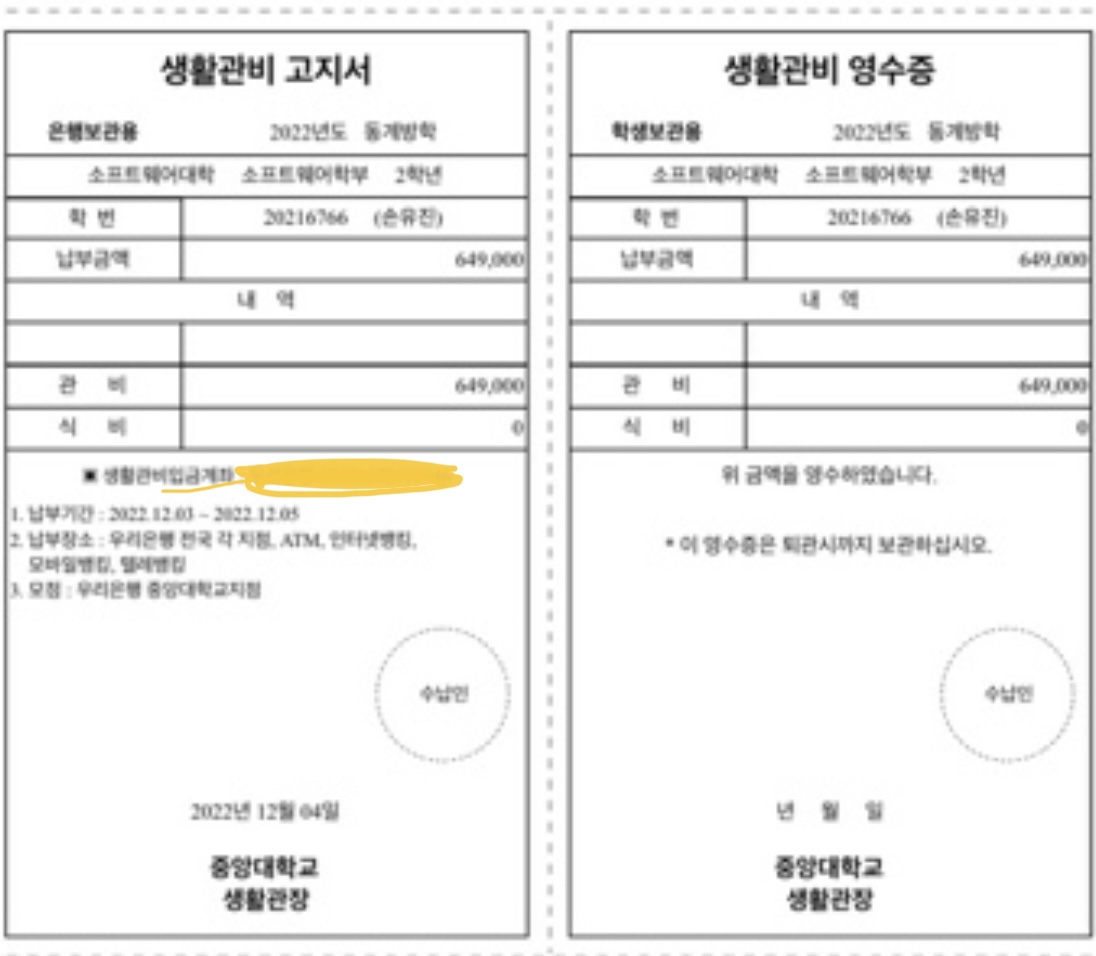 생활관비 고지서
은행보관용 2022년도 동계방학
소프트웨어대학 소프트웨어학부 2학년
학 번 20216766 (손유진)
납부금액 649,000
내 역
관 비 649,000
식 비 0
▣ 생활관비입금계좌
1. 납부기간 : 2022.12.03 ~ 2022.12.05
2. 납부장소 : 우리은행 전국 각 지점, ATM, 인터넷뱅킹,
모바일뱅킹, 텔레뱅킹
3. 모점 : 우리은행 중앙대학교지점
수납인
2022년 12월 04일
중앙대학교
생활관장
생활관비 영수증
학생보관용 2022년도 동계방학
소프트웨어대학 소프트웨어학부 2학년
학 번 20216766 (손유진)
납부금액 649,000
내 역
관 비 649,000
식 비 0
위 금액을 영수하였습니다.
* 이 영수증은 퇴관시까지 보관하십시오.
수납인
년 월 일
중앙대학교
생활관장